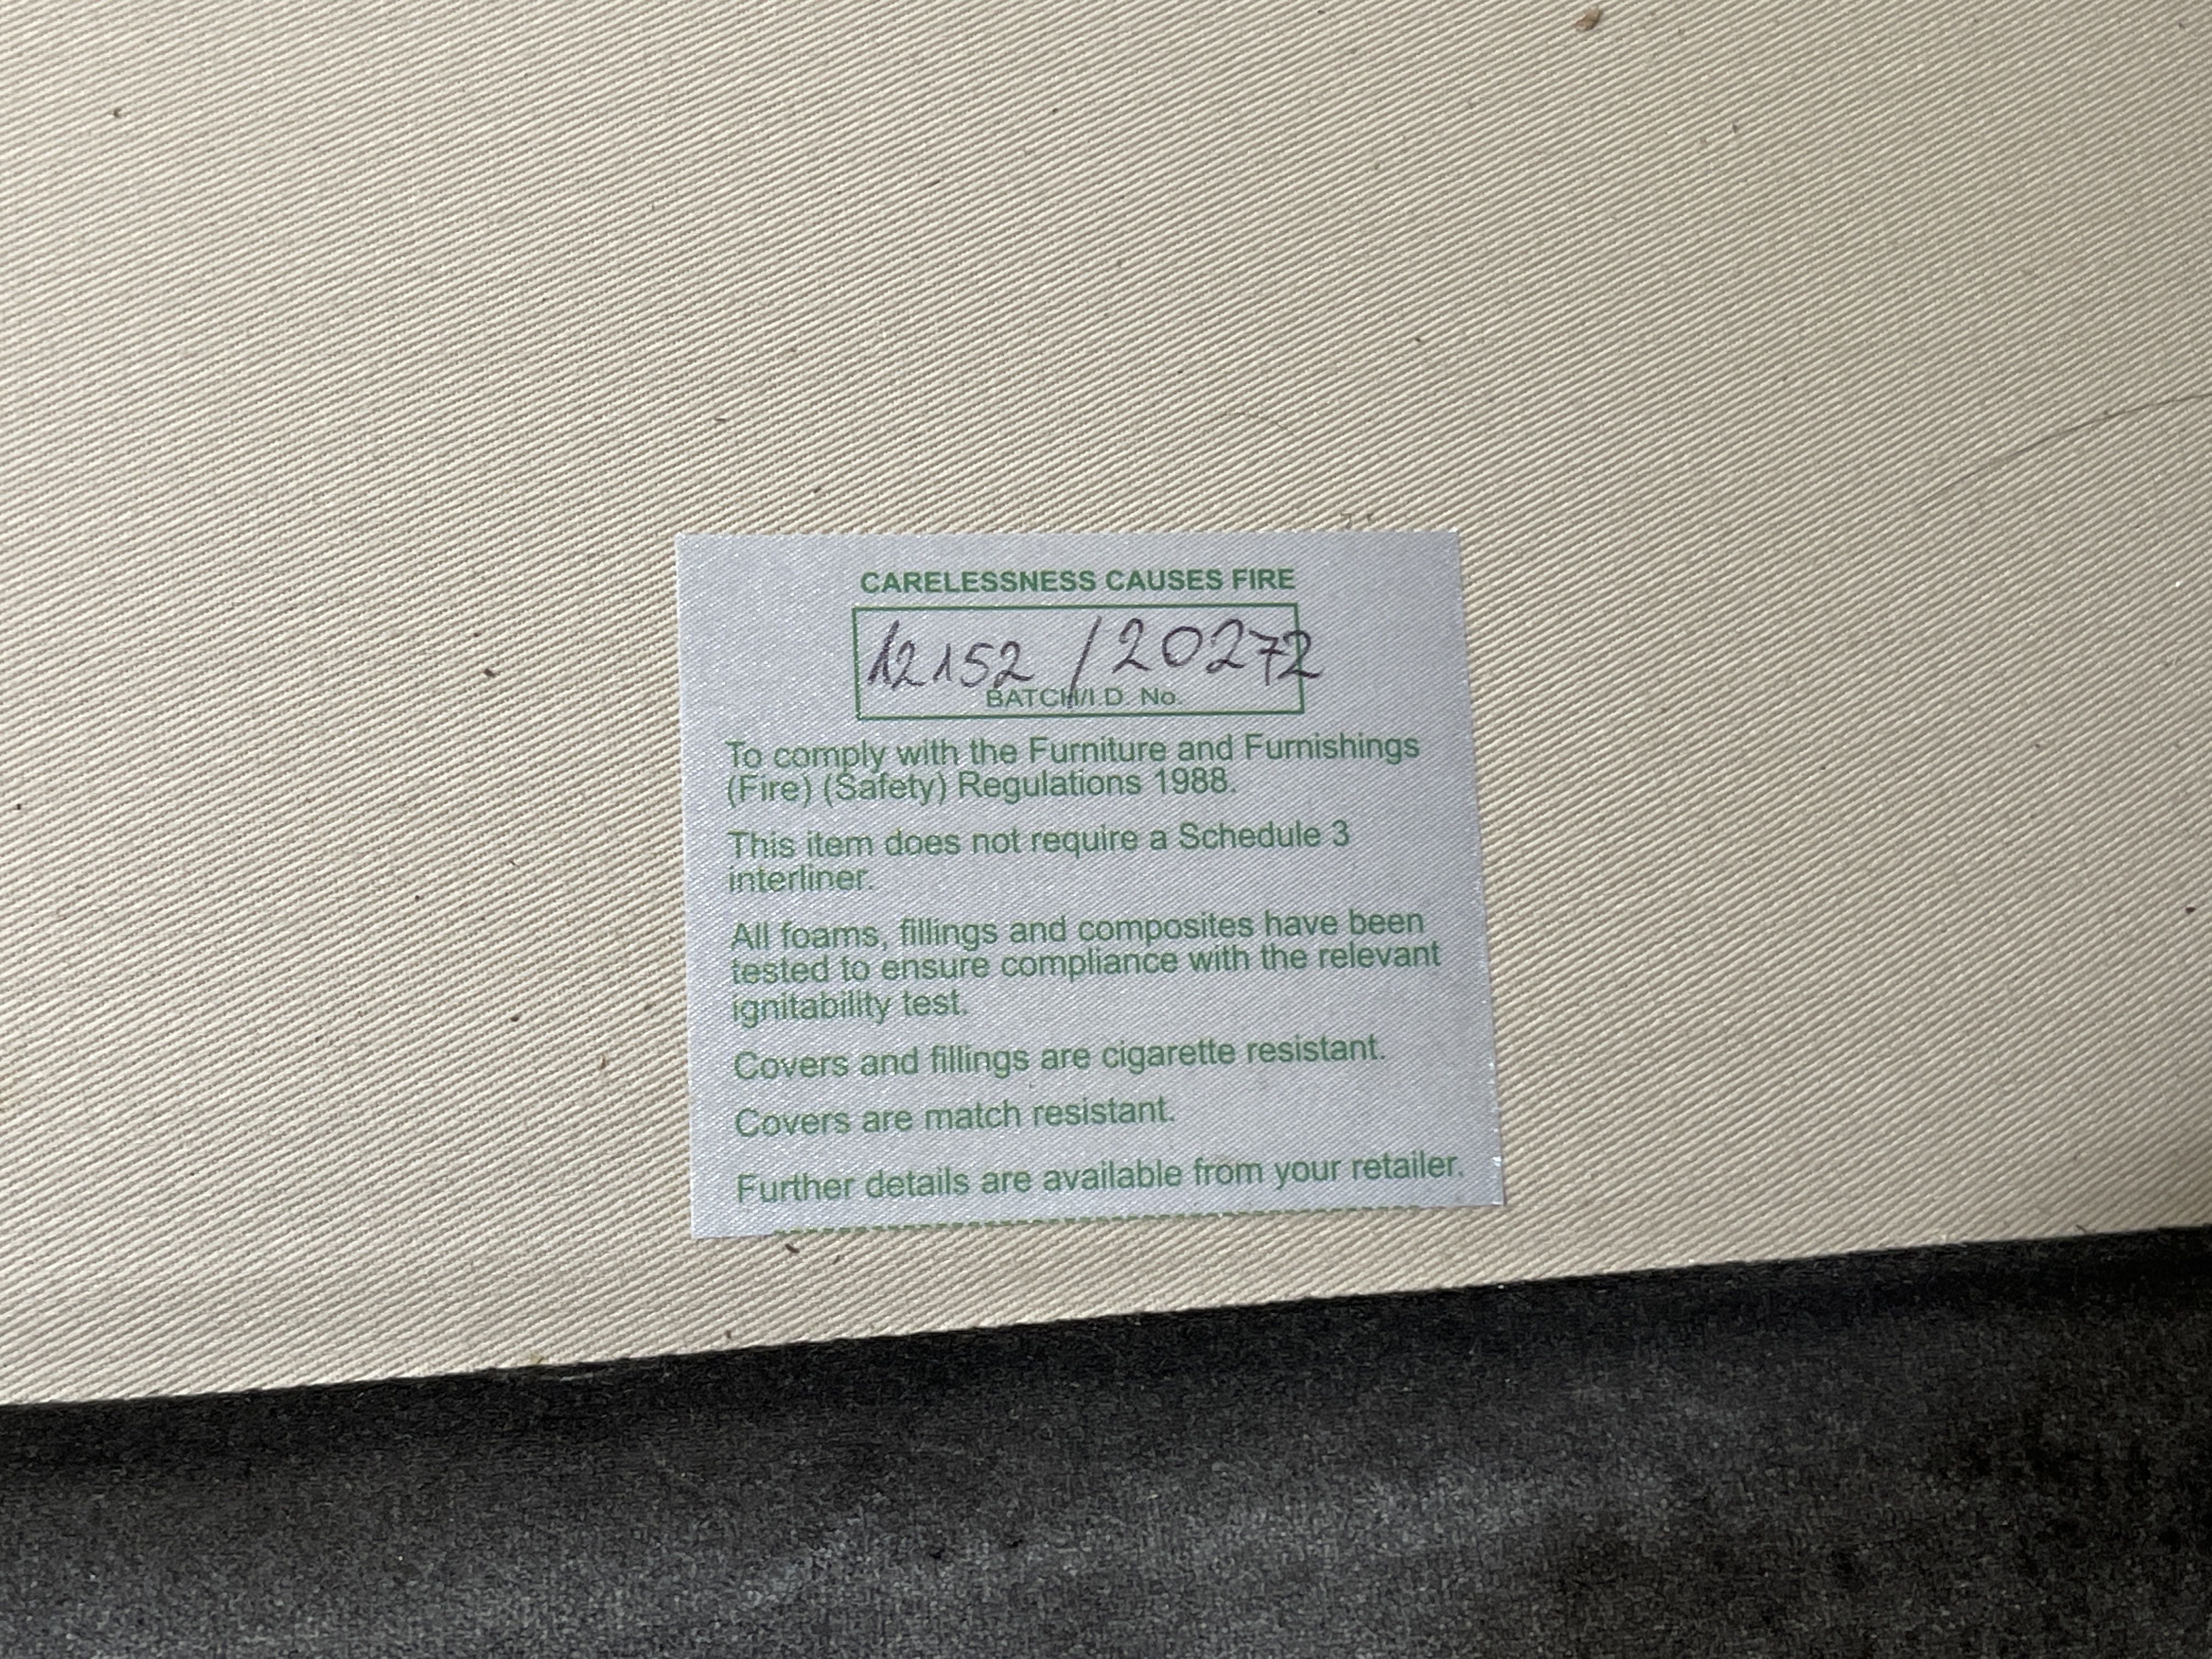 CARELESSNESS CAUSES FIRE
12152 / 20272
BATCH/I.D. No.
To comply with the Furniture and Furnishings
(Fire) (Safety) Regulations 1988.
This item does not require a Schedule 3
interliner.
All foams, fillings and composites have been
tested to ensure compliance with the relevant
ignitability test.
Covers and fillings are cigarette resistant.
Covers are match resistant.
Further details are available from your retailer.